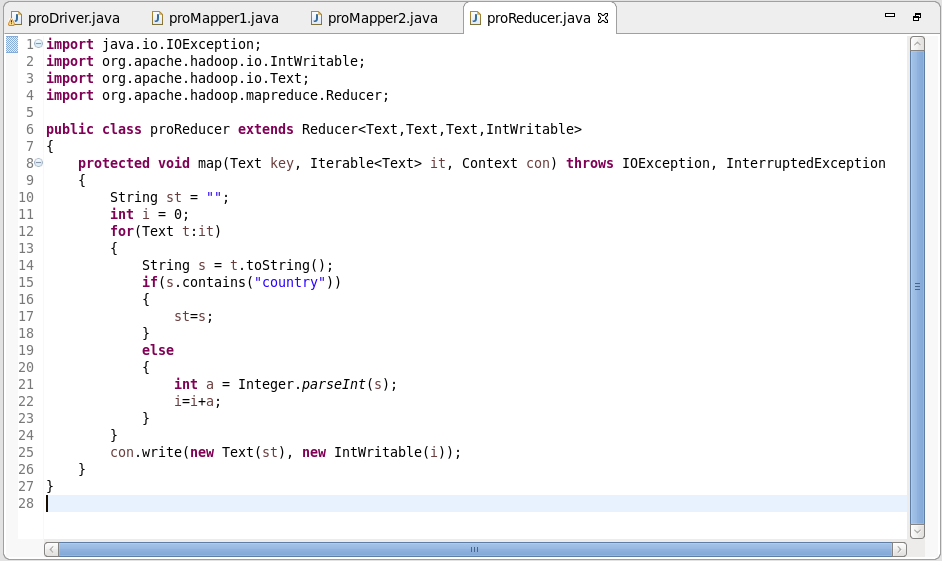 proDriver.java proMapper1.java proMapper2.java proReducer.java
1 import java.io.IOException;
2 import org.apache.hadoop.io.IntWritable;
3 import org.apache.hadoop.io.Text;
4 import org.apache.hadoop.mapreduce.Reducer;
5
6 public class proReducer extends Reducer<Text,Text,Text,IntWritable>
7 {
8     protected void map(Text key, Iterable<Text> it, Context con) throws IOException, InterruptedException
9     {
10         String st = "";
11         int i = 0;
12         for(Text t:it)
13         {
14             String s = t.toString();
15             if(s.contains("country"))
16             {
17                 st=s;
18             }
19             else
20             {
21                 int a = Integer.parseInt(s);
22                 i=i+a;
23             }
24         }
25         con.write(new Text(st), new IntWritable(i));
26     }
27 }
28